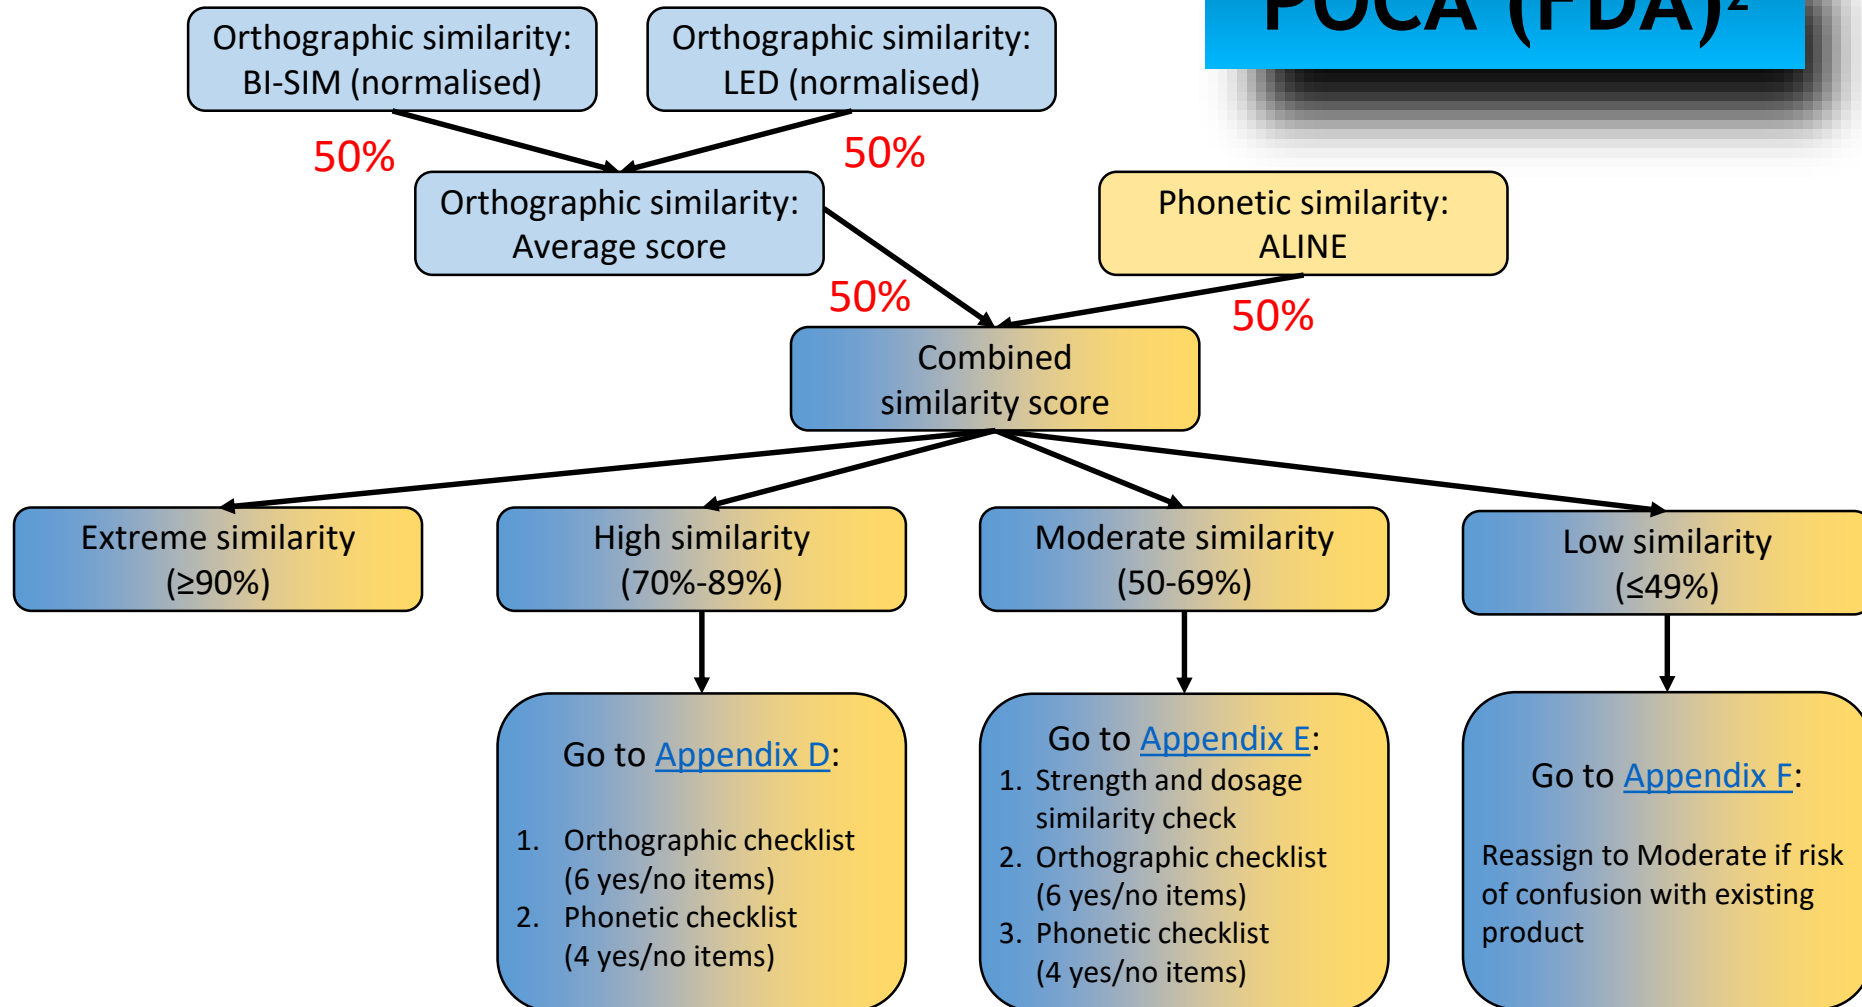 POCA (FDA)²
Orthographic similarity:
BI-SIM (normalised)
Orthographic similarity:
LED (normalised)
50%
50%
Orthographic similarity:
Average score
Phonetic similarity:
ALINE
50%
50%
Combined
similarity score
Extreme similarity
(≥90%)
High similarity
(70%-89%)
Moderate similarity
(50-69%)
Low similarity
(≤49%)
Go to Appendix D:
1. Orthographic checklist
(6 yes/no items)
2. Phonetic checklist
(4 yes/no items)
Go to Appendix E:
1. Strength and dosage
similarity check
2. Orthographic checklist
(6 yes/no items)
3. Phonetic checklist
(4 yes/no items)
Go to Appendix F:
Reassign to Moderate if risk
of confusion with existing
product